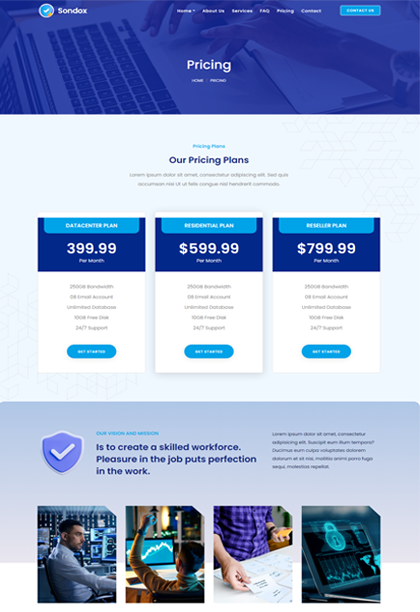 Sondox
Home About Us Services FAQ Pricing Contact
CONTACT US
Pricing
HOME PRICING
Pricing Plans
Our Pricing Plans
Lorem ipsum dolor sit amet, consectetur adipiscing elit. Duis quis
accumsan nisi Ut ut felis congue nisl hendrerit commodo.
DATACENTER PLAN
399.99
Per Month
250GB Bandwidth
08 Email Account
Unlimited Database
10GB Free Disk
24/7 Support
GET STARTED
RESIDENTIAL PLAN
$599.99
Per Month
250GB Bandwidth
08 Email Account
Unlimited Database
10GB Free Disk
24/7 Support
GET STARTED
RESELLER PLAN
$799.99
Per Month
250GB Bandwidth
08 Email Account
Unlimited Database
10GB Free Disk
24/7 Support
GET STARTED
OUR VISION AND MISSION
Is to create a skilled workforce.
Pleasure in the job puts perfection
in the work.
Lorem ipsum dolor sit amet, consectetur
adipisicing elit. Suscipit eum illum tempora?
Ducimus eum culpa voluptates dolorem
dolorum et sit nisi, mollitia animi porro fuga
sequi, molestias repellat.